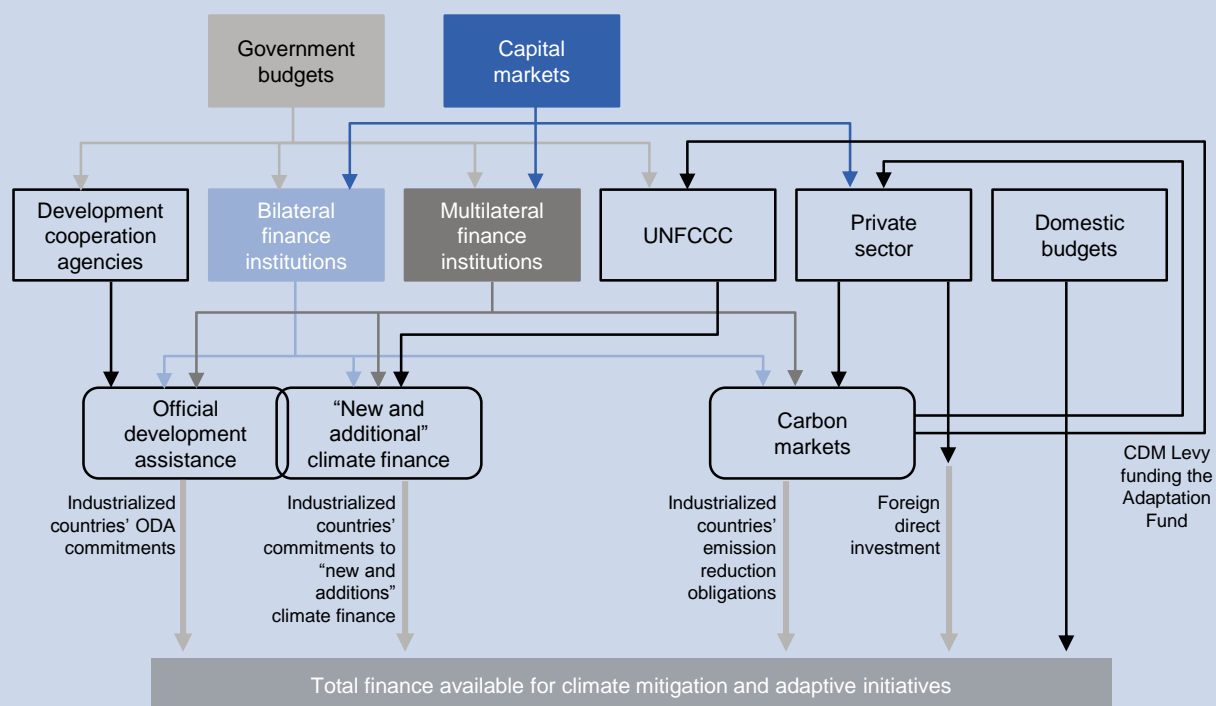 Government
budgets
Capital
markets
Development
cooperation
agencies
Bilateral
finance
institutions
Multilateral
finance
institutions
UNFCCC
Private
sector
Domestic
budgets
Official
development
assistance
“New and
additional”
climate finance
Carbon
markets
CDM Levy
funding the
Adaptation
Fund
Industrialized
countries’ ODA
commitments
Industrialized
countries’
commitments to
“new and
additions”
climate finance
Industrialized
countries’
emission
reduction
obligations
Foreign
direct
investment
Total finance available for climate mitigation and adaptive initiatives